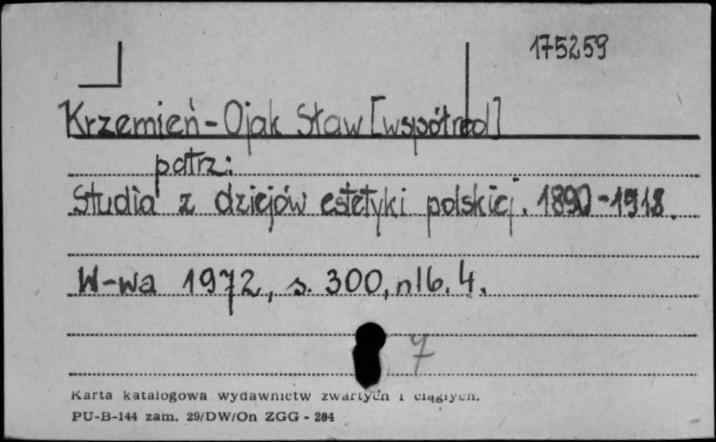 175259
Krzemień-Ojak Sław [współred]
patrz:
Studia z dziejów estetyki polskiej. 1890-1918.
W-wa 1972, s. 300, nlb. 4.
7
Karta katalogowa wydawnictw zwartych i ciągłych.
PU-B-144 zam. 29/DW/On ZGG - 204